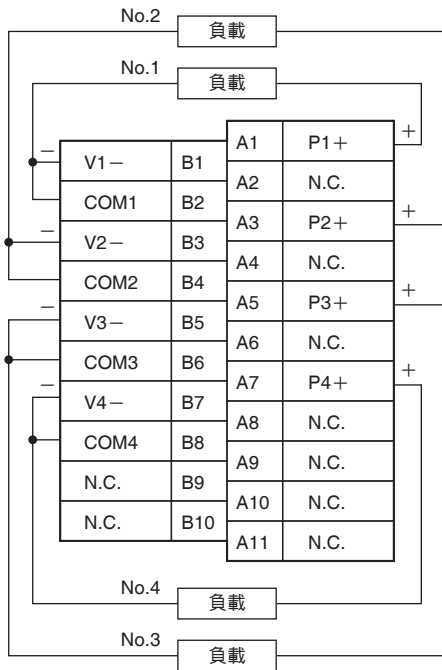 No.2 負載
No.1 負載
− V1− B1 A1 P1+ +
COM1 B2 A2 N.C.
− V2− B3 A3 P2+ +
COM2 B4 A4 N.C.
− V3− B5 A5 P3+ +
COM3 B6 A6 N.C.
− V4− B7 A7 P4+ +
COM4 B8 A8 N.C.
N.C. B9 A9 N.C.
N.C. B10 A10 N.C.
A11 N.C.
No.4 負載
No.3 負載